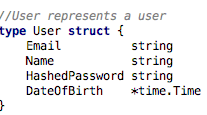 //User represents a user
type User struct {
    Email          string
    Name           string
    HashedPassword string
    DateOfBirth    *time.Time
}